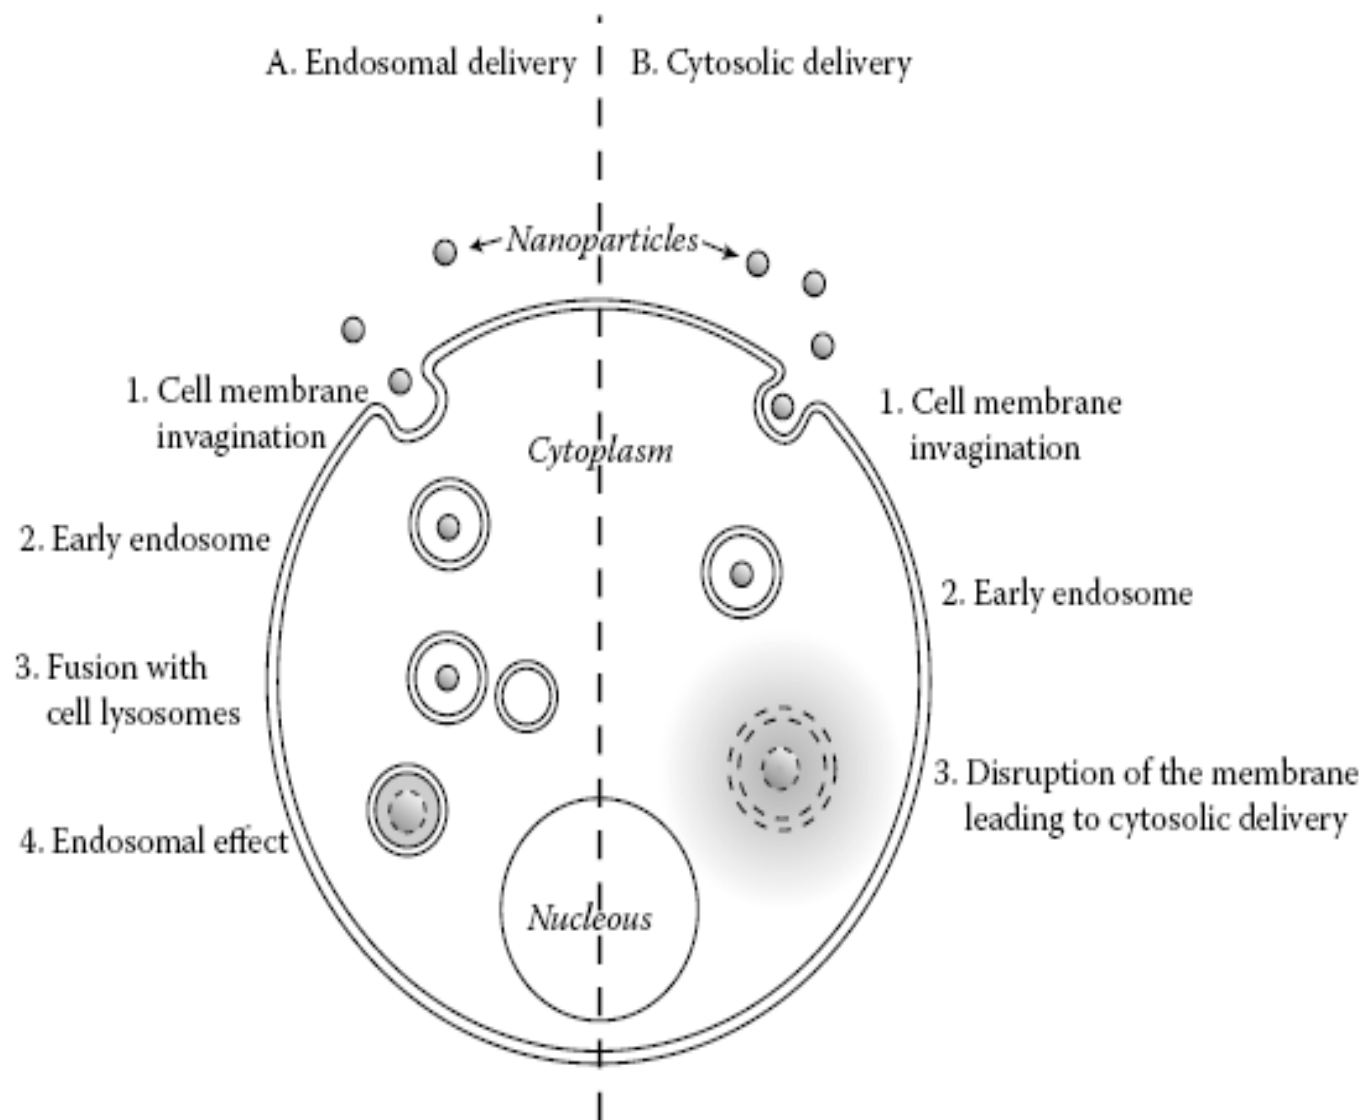 A. Endosomal delivery
B. Cytosolic delivery
Nanoparticles
1. Cell membrane
invagination
1. Cell membrane
invagination
Cytoplasm
2. Early endosome
2. Early endosome
3. Fusion with
cell lysosomes
3. Disruption of the membrane
leading to cytosolic delivery
4. Endosomal effect
Nucleous